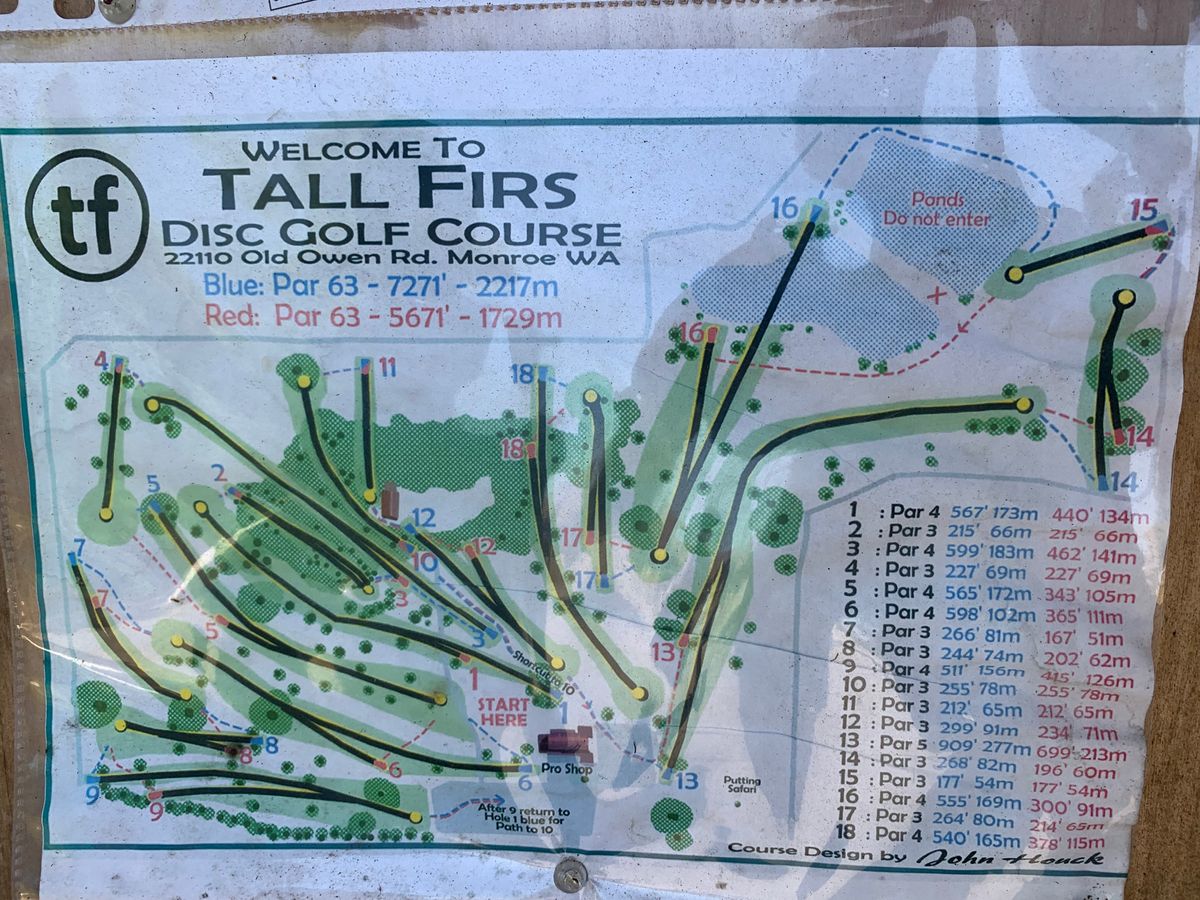 tf
WELCOME TO
TALL FIRS
DISC GOLF COURSE
22110 Old Owen Rd. Monroe WA
Blue: Par 63 - 7271' - 2217m
Red: Par 63 - 5671' - 1729m
Ponds
Do not enter
16
15
16
4
11
18
14
18
14
2
5
12
10
12
17
17
7
7
3
5
3
13
1
Shortcut to 10
START
HERE
1
Pro Shop
8
8
6
6
13
9
9
Putting
Safari
After 9 return to
Hole 1 blue for
Path to 10
1 : Par 4 567' 173m 440' 134m
2 : Par 3 215' 66m 215' 66m
3 : Par 4 599' 183m 462' 141m
4 : Par 3 227' 69m 227' 69m
5 : Par 4 565' 172m 343' 105m
6 : Par 4 598' 102m 365' 111m
7 : Par 3 266' 81m 167' 51m
8 : Par 3 244' 74m 202' 62m
9 : Par 4 511' 156m 415' 126m
10 : Par 3 255' 78m 255' 78m
11 : Par 3 212' 65m 212' 65m
12 : Par 3 299' 91m 234' 71m
13 : Par 5 909' 277m 699' 213m
14 : Par 3 268' 82m 196' 60m
15 : Par 3 177' 54m 177' 54m
16 : Par 4 555' 169m 300' 91m
17 : Par 3 264' 80m 214' 65m
18 : Par 4 540' 165m 378' 115m
Course Design by John Houck